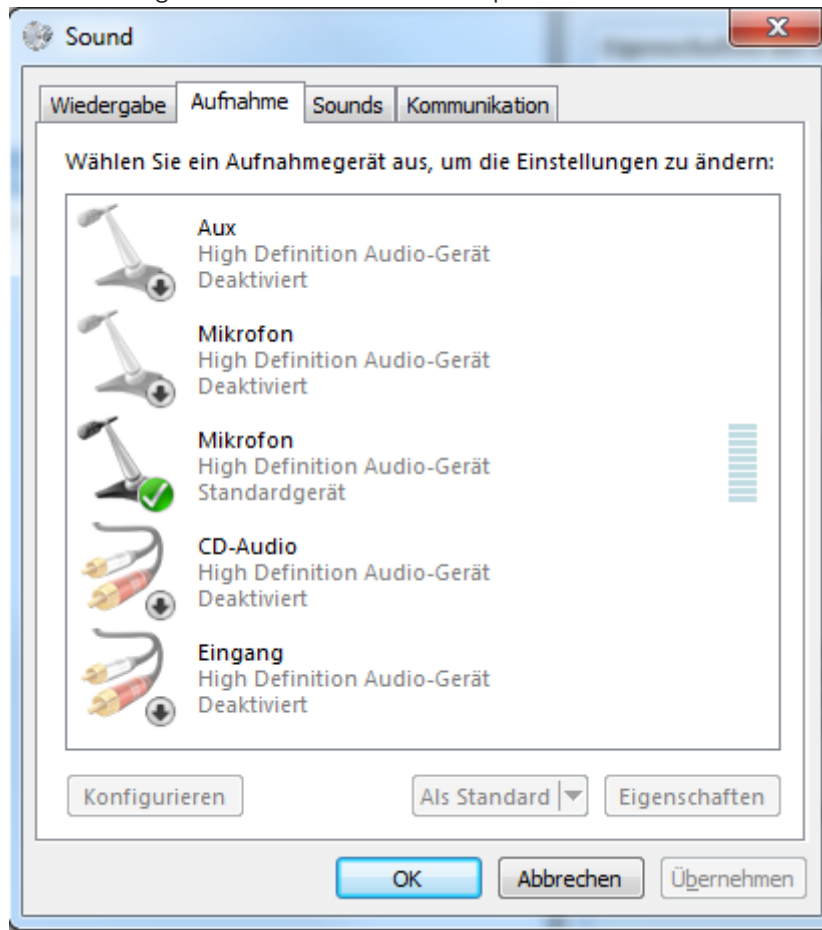 Sound
Wiedergabe Aufnahme Sounds Kommunikation
Wählen Sie ein Aufnahmegerät aus, um die Einstellungen zu ändern:
Aux
High Definition Audio-Gerät
Deaktiviert
Mikrofon
High Definition Audio-Gerät
Deaktiviert
Mikrofon
High Definition Audio-Gerät
Standardgerät
CD-Audio
High Definition Audio-Gerät
Deaktiviert
Eingang
High Definition Audio-Gerät
Deaktiviert
Konfigurieren Als Standard Eigenschaften
OK Abbrechen Übernehmen